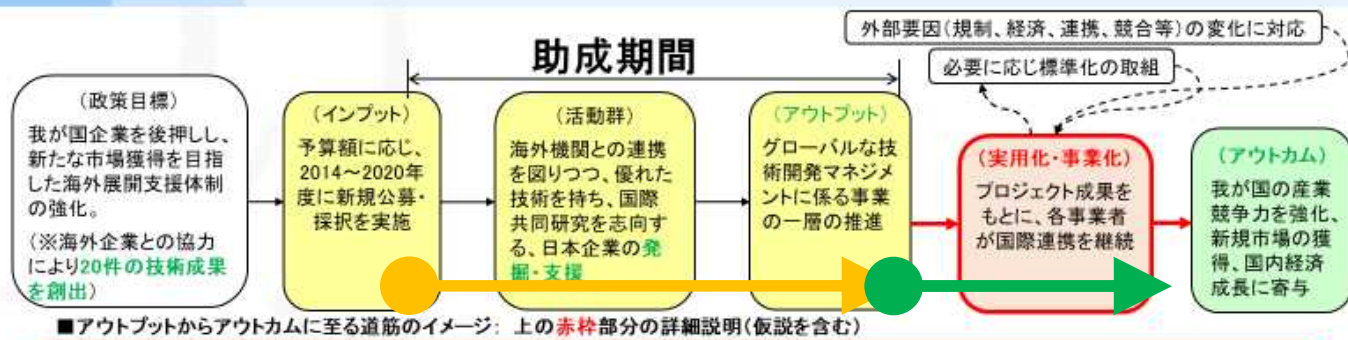 外部要因(規制、経済、連携、競合等)の変化に対応
助成期間
必要に応じ標準化の取組
(政策目標)
我が国企業を後押しし、
新たな市場獲得を目指
した海外展開支援体制
の強化。
(※海外企業との協力
により20件の技術成果
を創出)
(インプット)
予算額に応じ、
2014～2020年
度に新規公募・
採択を実施
(活動群)
海外機関との連携
を図りつつ、優れた
技術を持ち、国際
共同研究を志向す
る、日本企業の発
掘・支援
(アウトプット)
グローバルな技
術開発マネジメ
ントに係る事業
の一層の推進
(実用化・事業化)
プロジェクト成果を
もとに、各事業者
が国際連携を継続
(アウトカム)
我が国の産業
競争力を強化、
新規市場の獲
得、国内経済
成長に寄与
■アウトプットからアウトカムに至る道筋のイメージ: 上の赤枠部分の詳細説明(仮説を含む)